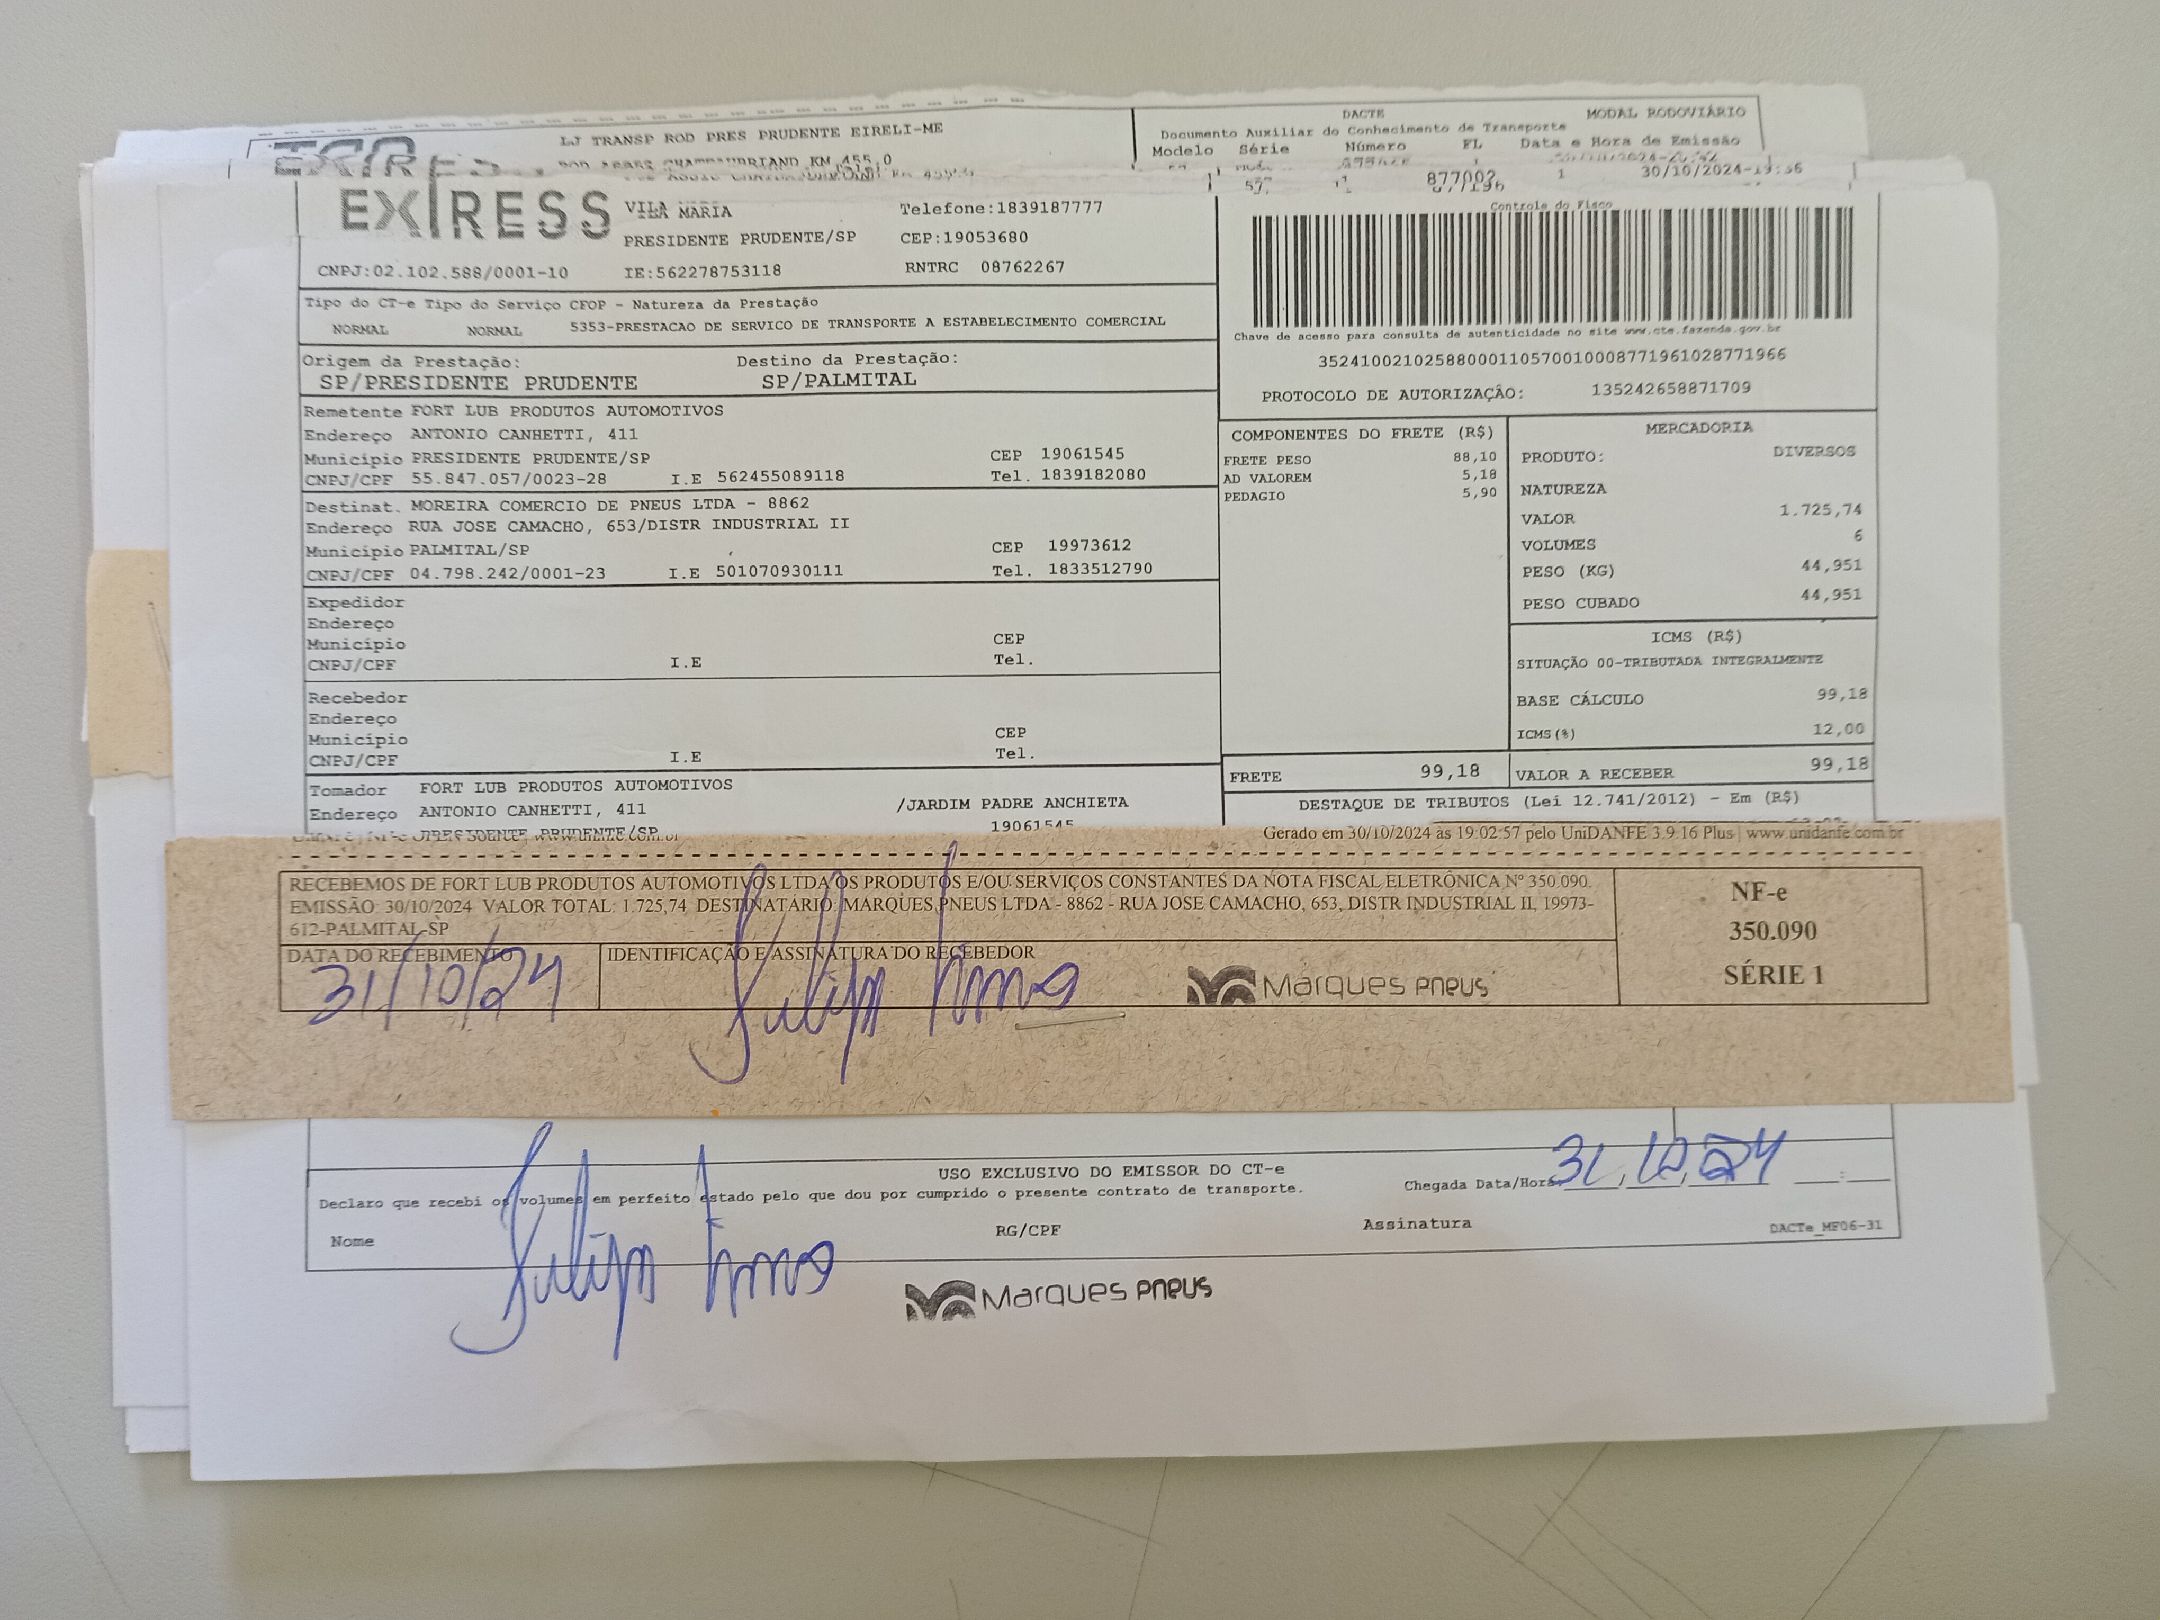 LJ TRANSP ROD PRES PRUDENTE EIRELI-ME
DACTE
MODAL RODOVIÁRIO
Documento Auxiliar do Conhecimento de Transporte
Modelo Série Número FL Data e Hora de Emissão
57 1 1 30/10/2024
EXPRESS
VILA MARIA
Telefone:1839187777
PRESIDENTE PRUDENTE/SP
CEP:19053680
CNPJ:02.102.588/0001-10
IE:562278753118
RNTRC 08762267
Controle do Fisco
Chave de acesso para consulta de autenticidade no site www.cte.fazenda.gov.br
35241002102588000110570010008771961028771966
PROTOCOLO DE AUTORIZAÇÃO: 135242658871709
Tipo do CT-e Tipo do Serviço CFOP - Natureza da Prestação
NORMAL NORMAL 5353-PRESTACAO DE SERVICO DE TRANSPORTE A ESTABELECIMENTO COMERCIAL
Origem da Prestação: Destino da Prestação:
SP/PRESIDENTE PRUDENTE SP/PALMITAL
Remetente FORT LUB PRODUTOS AUTOMOTIVOS
Endereço ANTONIO CANHETTI, 411
Município PRESIDENTE PRUDENTE/SP CEP 19061545
CNPJ/CPF 55.847.057/0023-28 I.E 562455089118 Tel. 1839182080
Destinat. MOREIRA COMERCIO DE PNEUS LTDA - 8862
Endereço RUA JOSE CAMACHO, 653/DISTR INDUSTRIAL II
Município PALMITAL/SP CEP 19973612
CNPJ/CPF 04.798.242/0001-23 I.E 501070930111 Tel. 1833512790
Expedidor
Endereço
Município CEP
CNPJ/CPF I.E Tel.
Recebedor
Endereço
Município CEP
CNPJ/CPF I.E Tel.
Tomador FORT LUB PRODUTOS AUTOMOTIVOS
Endereço ANTONIO CANHETTI, 411 /JARDIM PADRE ANCHIETA
PRESIDENTE PRUDENTE/SP 19061545
COMPONENTES DO FRETE (R$)
FRETE PESO 88,10
AD VALOREM 5,18
PEDAGIO 5,90
FRETE 99,18
MERCADORIA
PRODUTO: DIVERSOS
NATUREZA
VALOR 1.725,74
VOLUMES 6
PESO (KG) 44,951
PESO CUBADO 44,951
ICMS (R$)
SITUAÇÃO 00-TRIBUTADA INTEGRALMENTE
BASE CÁLCULO 99,18
ICMS(%) 12,00
VALOR A RECEBER 99,18
DESTAQUE DE TRIBUTOS (Lei 12.741/2012) - Em (R$)
Gerado em 30/10/2024 às 19:02:57 pelo UniDANFE 3.9.16 Plus | www.unidanfe.com.br
RECEBEMOS DE FORT LUB PRODUTOS AUTOMOTIVOS LTDA OS PRODUTOS E/OU SERVIÇOS CONSTANTES DA NOTA FISCAL ELETRÔNICA Nº 350.090.
EMISSÃO: 30/10/2024 VALOR TOTAL: 1.725,74 DESTINATÁRIO: MARQUES PNEUS LTDA - 8862 - RUA JOSE CAMACHO, 653, DISTR INDUSTRIAL II, 19973-
612-PALMITAL-SP
DATA DO RECEBIMENTO
31/10/24
IDENTIFICAÇÃO E ASSINATURA DO RECEBEDOR
Marques pneus
NF-e
350.090
SÉRIE 1
USO EXCLUSIVO DO EMISSOR DO CT-e
Declaro que recebi os volumes em perfeito estado pelo que dou por cumprido o presente contrato de transporte.
Chegada Data/Hora: 31,10,24 :
Nome RG/CPF Assinatura DACTe_MF06-31
Marques pneus